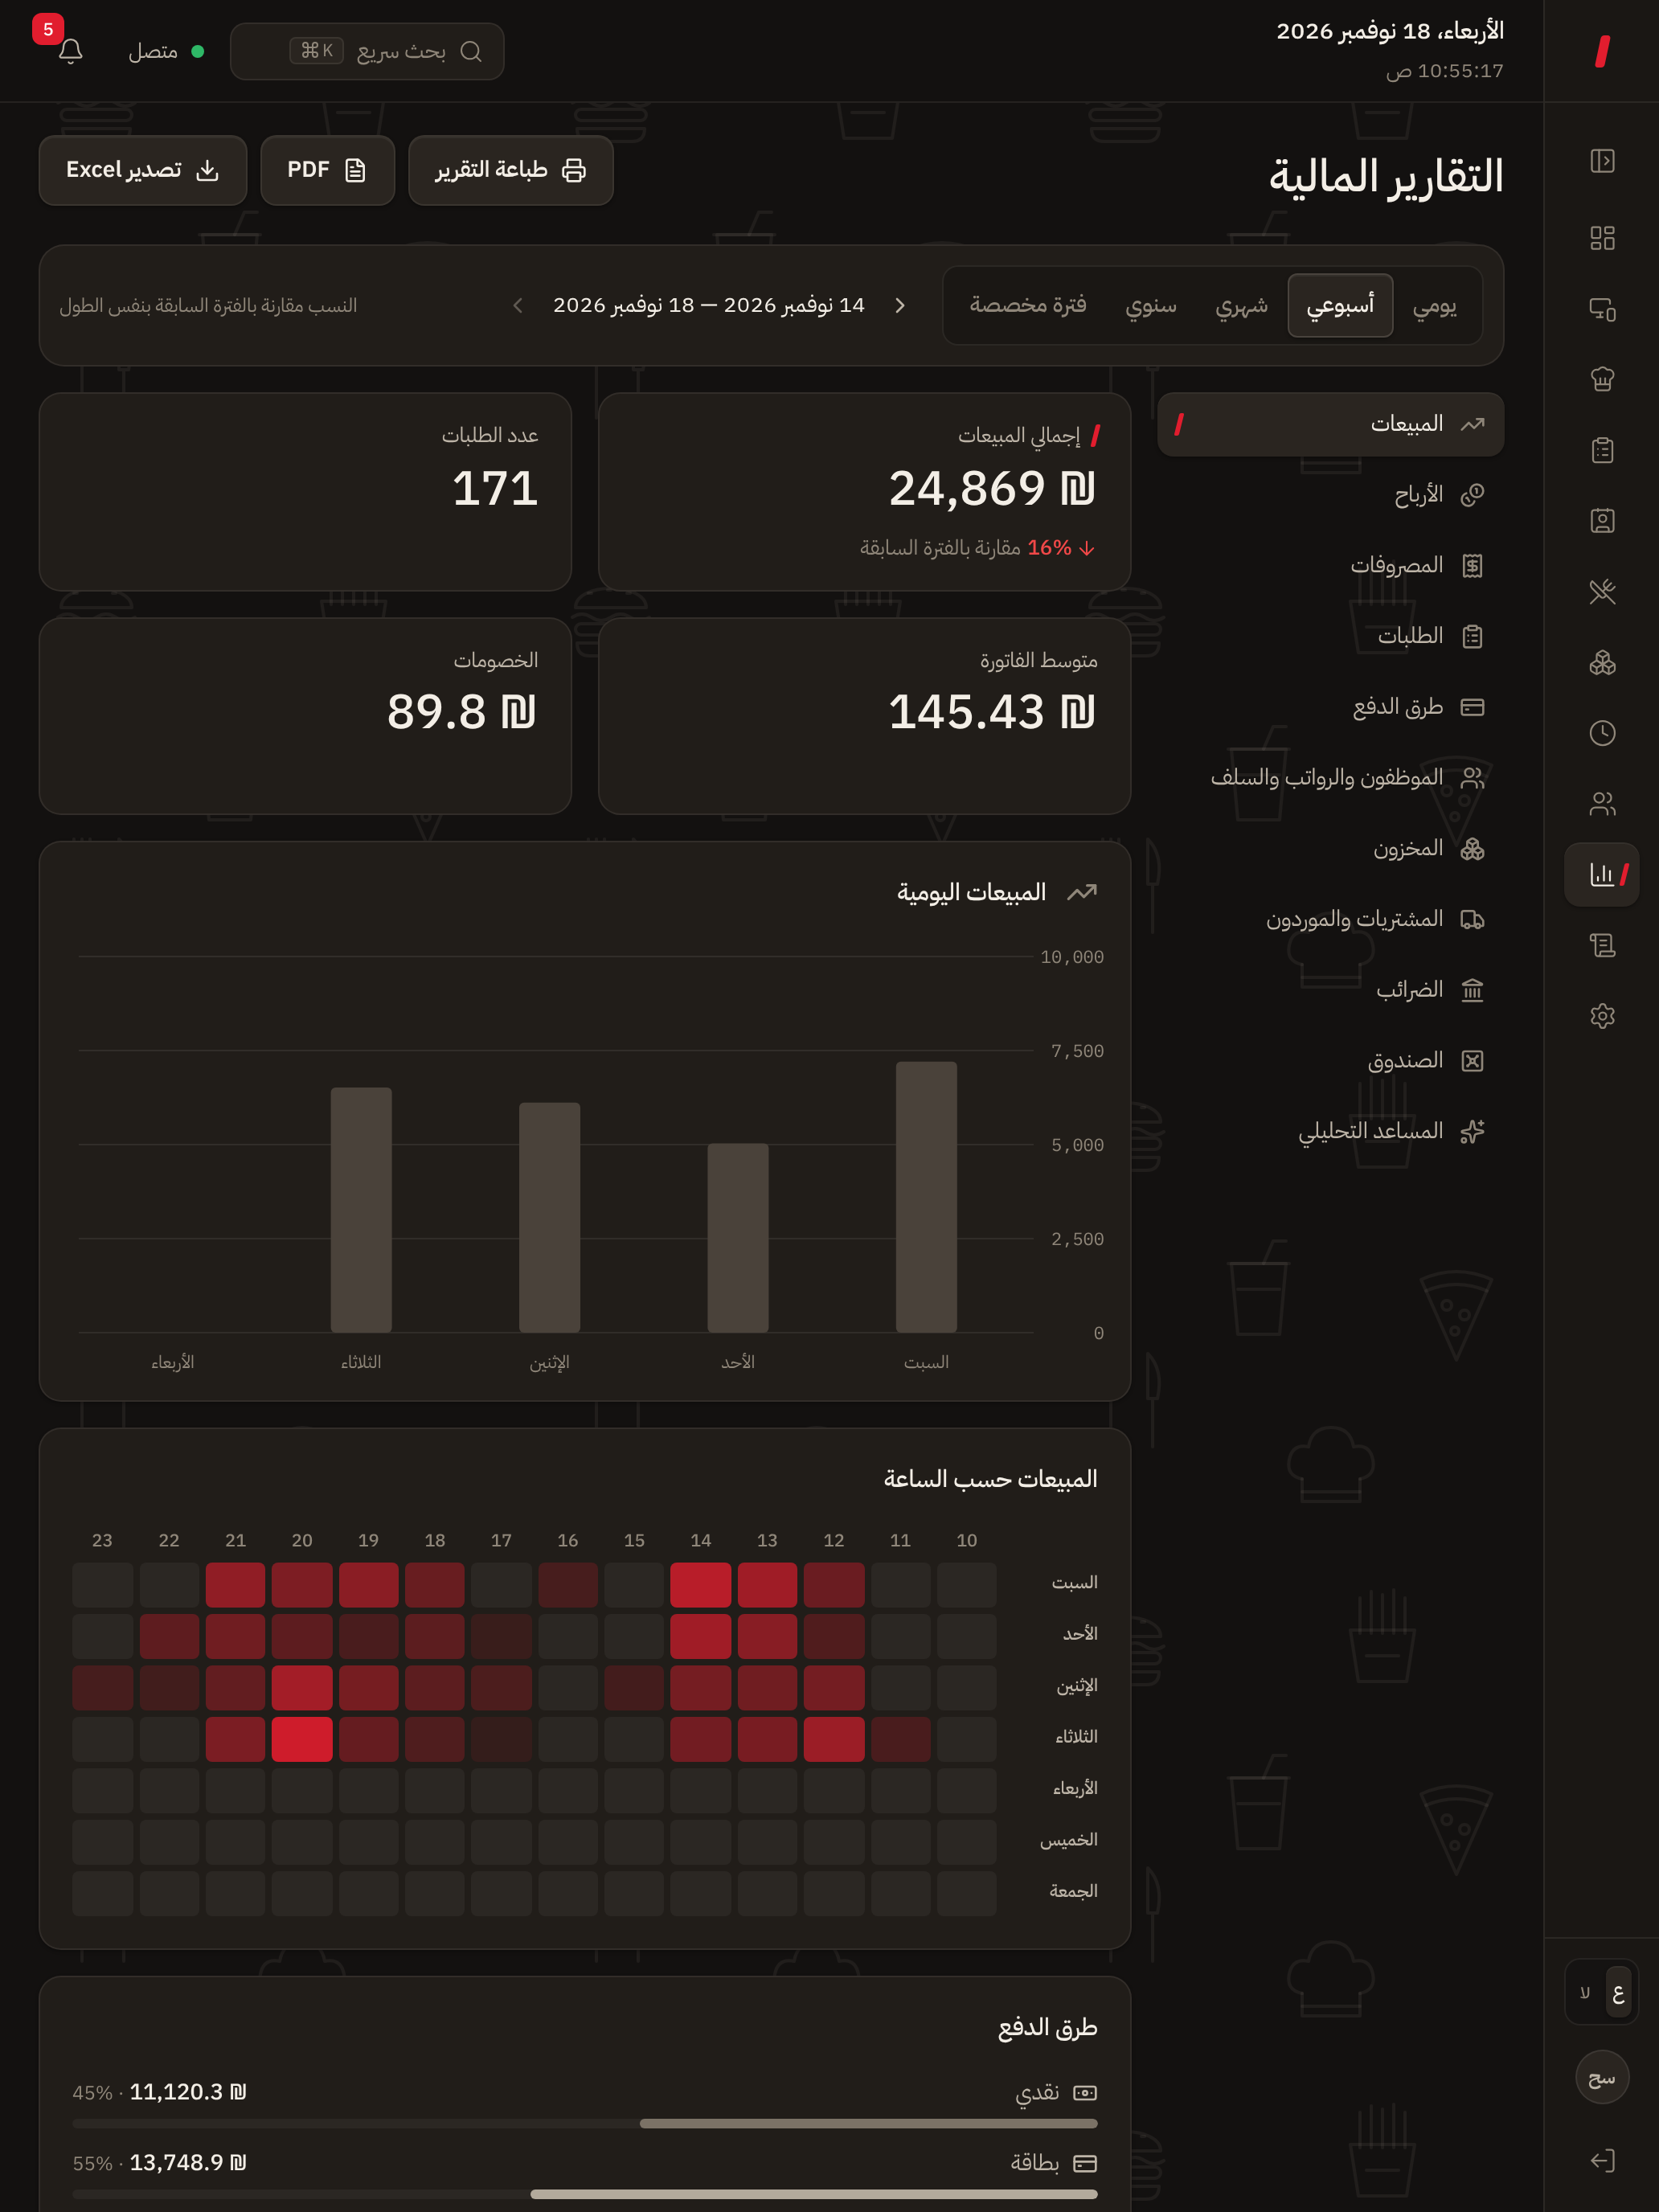 الأربعاء، 18 نوفمبر 2026
10:55:17 ص
بحث سريع ⌘K
متصل
5
التقارير المالية
طباعة التقرير
PDF
تصدير Excel
يومي
أسبوعي
شهري
سنوي
فترة مخصصة
14 نوفمبر 2026 — 18 نوفمبر 2026
النسب مقارنة بالفترة السابقة بنفس الطول
المبيعات
الأرباح
المصروفات
الطلبات
طرق الدفع
الموظفون والرواتب والسلف
المخزون
المشتريات والموردون
الضرائب
الصندوق
المساعد التحليلي
إجمالي المبيعات
₪ 24,869
16% مقارنة بالفترة السابقة
عدد الطلبات
171
متوسط الفاتورة
₪ 145.43
الخصومات
₪ 89.8
المبيعات اليومية
10,000
7,500
5,000
2,500
0
السبت
الأحد
الإثنين
الثلاثاء
الأربعاء
المبيعات حسب الساعة
10 11 12 13 14 15 16 17 18 19 20 21 22 23
السبت
الأحد
الإثنين
الثلاثاء
الأربعاء
الخميس
الجمعة
طرق الدفع
نقدي
₪ 11,120.3 · 45%
بطاقة
₪ 13,748.9 · 55%
ع
עב
سح